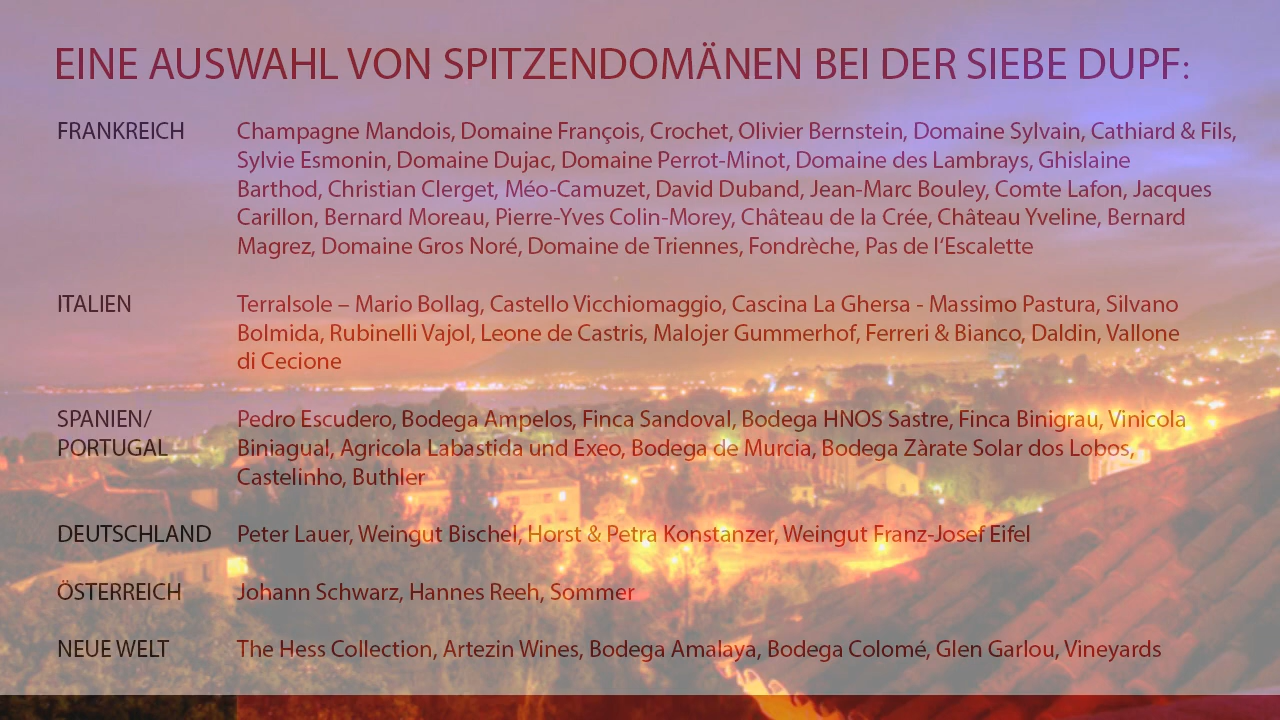 EINE AUSWAHL VON SPITZENDOMÄNEN BEI DER SIEBE DUPF:
FRANKREICH Champagne Mandois, Domaine François, Crochet, Olivier Bernstein, Domaine Sylvain, Cathiard & Fils,
Sylvie Esmonin, Domaine Dujac, Domaine Perrot-Minot, Domaine des Lambrays, Ghislaine
Barthod, Christian Clerget, Méo-Camuzet, David Duband, Jean-Marc Bouley, Comte Lafon, Jacques
Carillon, Bernard Moreau, Pierre-Yves Colin-Morey, Château de la Crée, Château Yveline, Bernard
Magrez, Domaine Gros Noré, Domaine de Triennes, Fondrèche, Pas de l‘Escalette
ITALIEN Terralsole – Mario Bollag, Castello Vicchiomaggio, Cascina La Ghersa - Massimo Pastura, Silvano
Bolmida, Rubinelli Vajol, Leone de Castris, Malojer Gummerhof, Ferreri & Bianco, Daldin, Vallone
di Cecione
SPANIEN/ Pedro Escudero, Bodega Ampelos, Finca Sandoval, Bodega HNOS Sastre, Finca Binigrau, Vinicola
PORTUGAL Biniagual, Agricola Labastida und Exeo, Bodega de Murcia, Bodega Zàrate Solar dos Lobos,
Castelinho, Buthler
DEUTSCHLAND Peter Lauer, Weingut Bischel, Horst & Petra Konstanzer, Weingut Franz-Josef Eifel
ÖSTERREICH Johann Schwarz, Hannes Reeh, Sommer
NEUE WELT The Hess Collection, Artezin Wines, Bodega Amalaya, Bodega Colomé, Glen Garlou, Vineyards